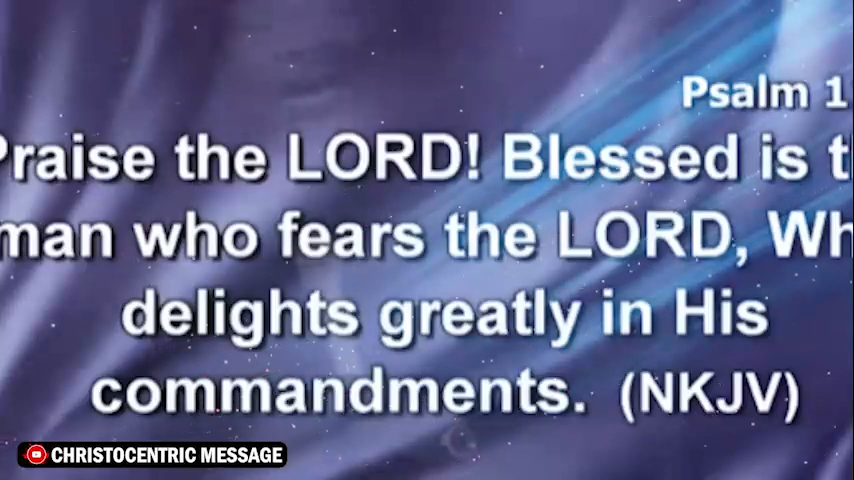 Psalm 1
Praise the LORD! Blessed is t
man who fears the LORD, Wh
delights greatly in His
commandments. (NKJV)
CHRISTOCENTRIC MESSAGE